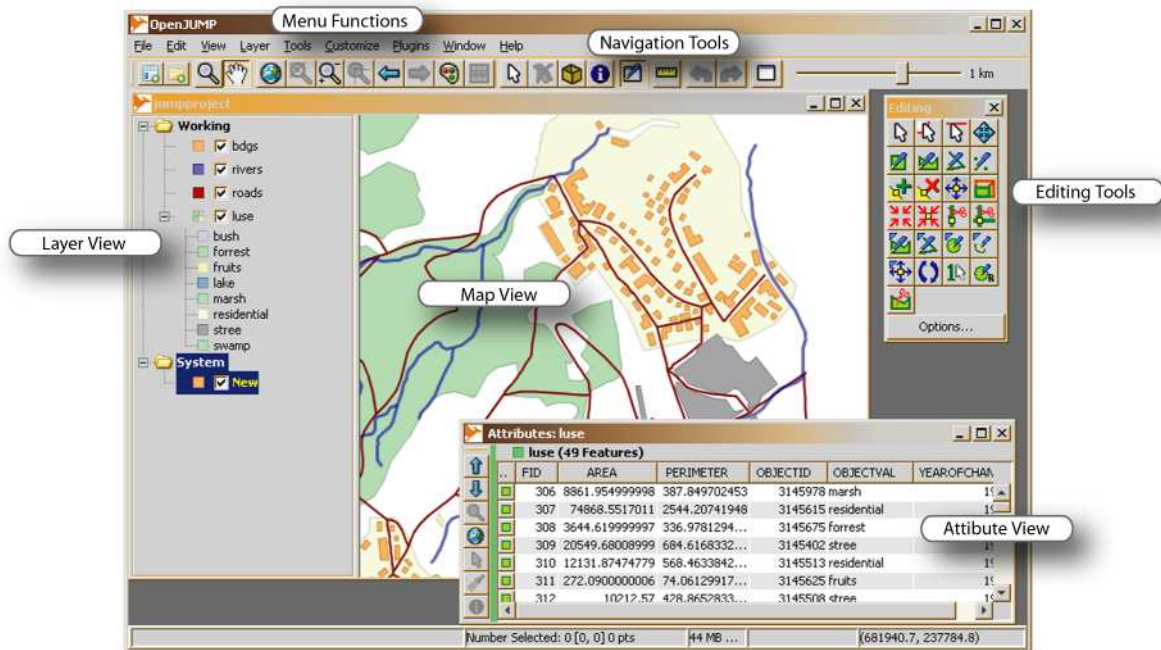 Menu Functions
OpenJUMP
File Edit View Layer Tools Customize Plugins Window Help
Navigation Tools
1 km
jumpproject
Working
bdgs
rivers
roads
luse
bush
forrest
fruits
lake
marsh
residential
stree
swamp
System
New
Layer View
Map View
Editing
Options...
Editing Tools
Attributes: luse
luse (49 Features)
.. FID AREA PERIMETER OBJECTID OBJECTVAL YEAROFCHAN
306 8861.954999998 387.849702453 3145978 marsh 19
307 74868.5517011 2544.20741948 3145615 residential
308 3644.619999997 336.9781294... 3145675 forrest
309 20549.68008999 684.6168332... 3145402 stree
310 12131.87474779 568.4633842... 3145513 residential 19
311 272.0900000006 74.06129917... 3145625 fruits 19
312 10212.57 428.8652833... 3145508 stree
Attibute View
Number Selected: 0 [0, 0] 0 pts 44 MB ... (681940.7, 237784.8)